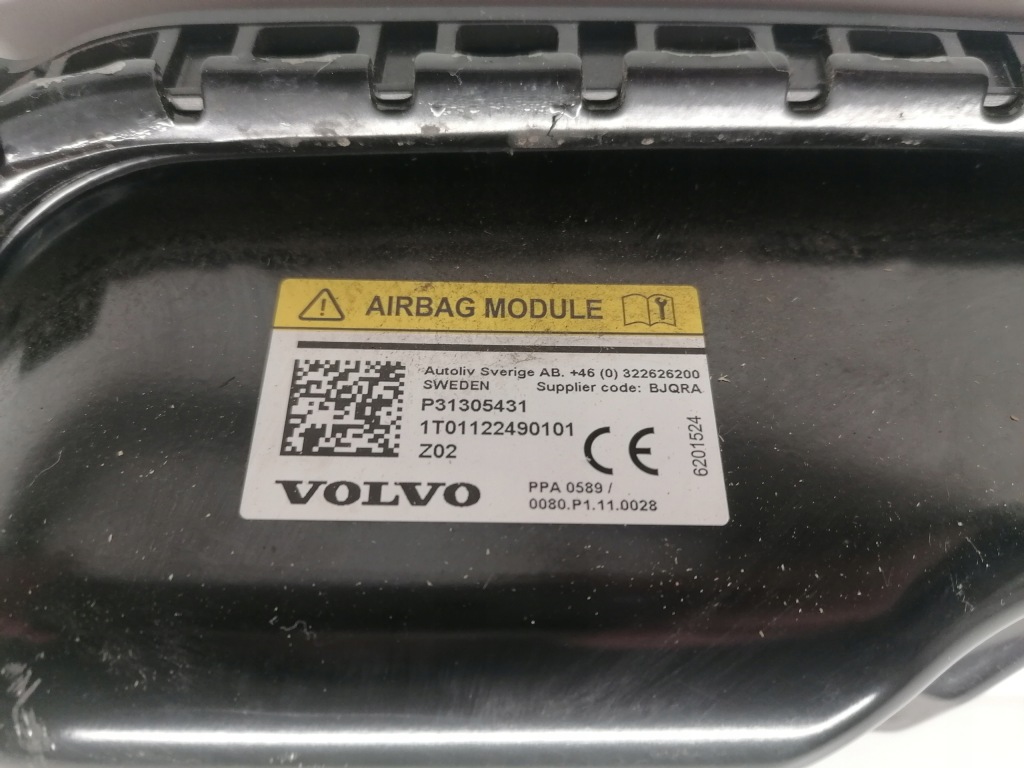 AIRBAG MODULE
Autoliv Sverige AB. +46 (0) 322626200
SWEDEN Supplier code: BJQRA
P31305431
1T01122490101
Z02
CE
6201524
VOLVO
PPA 0589 /
0080.P1.11.0028